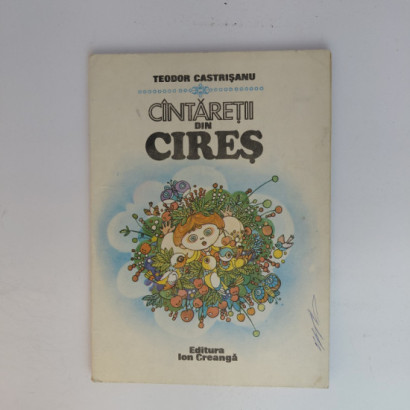 TEODOR CASTRIŞANU
CÎNTĂREŢII
DIN
CIREŞ
Editura
Ion Creangă